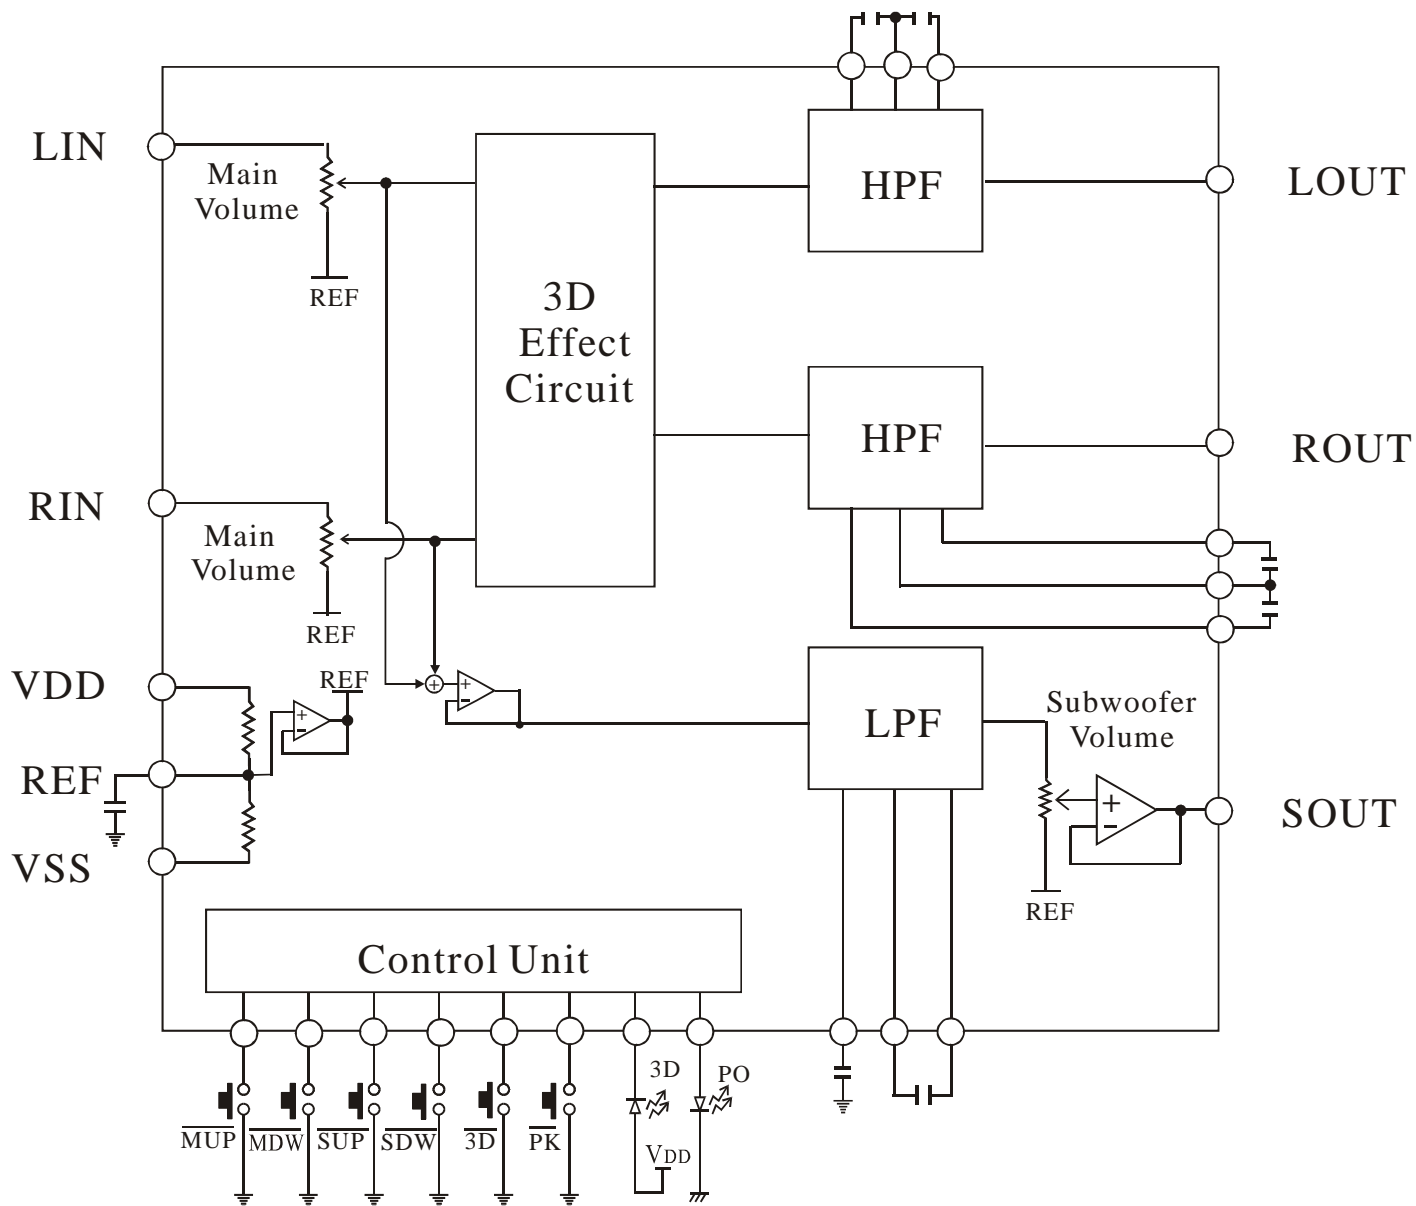 LIN
Main
Volume
REF
3D
Effect
Circuit
HPF
LOUT
HPF
ROUT
RIN
Main
Volume
REF
VDD
REF
+
-
REF
VSS
+
+
-
LPF
Subwoofer
Volume
+
-
REF
SOUT
Control Unit
MUP
MDW
SUP
SDW
3D
PK
3D
VDD
PO